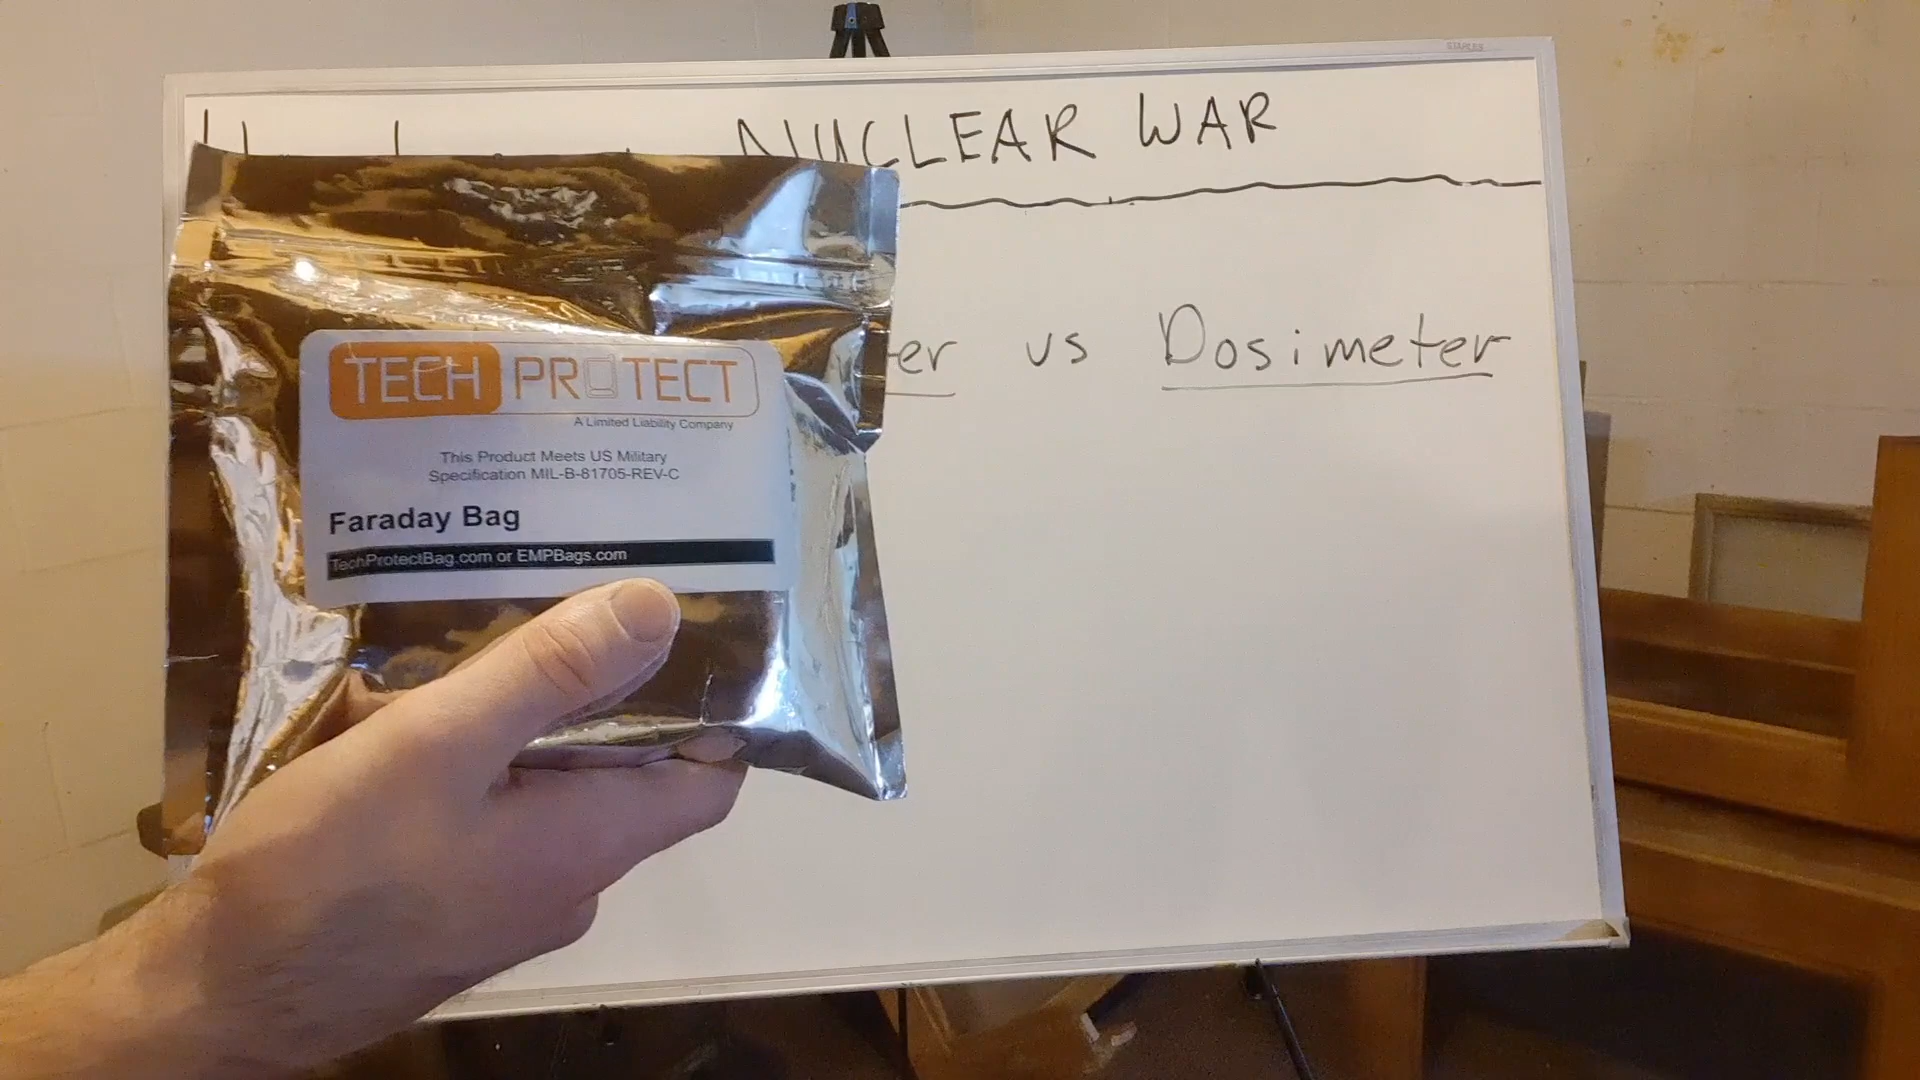 STAPLES
NUCLEAR WAR
er vs Dosimeter
TECH PROTECT
A Limited Liability Company
This Product Meets US Military
Specification MIL-B-81705-REV-C
Faraday Bag
TechProtectBag.com or EMPBags.com